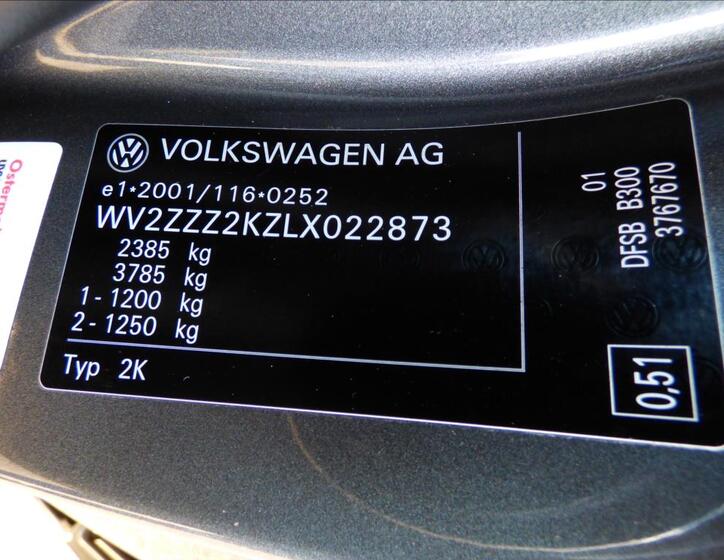 VOLKSWAGEN AG
e1*2001/116*0252
WV2ZZZ2KZLX022873
2385 kg
3785 kg
1 - 1200 kg
2 - 1250 kg
Typ 2K
01
DFSB B300
3767670
0,51